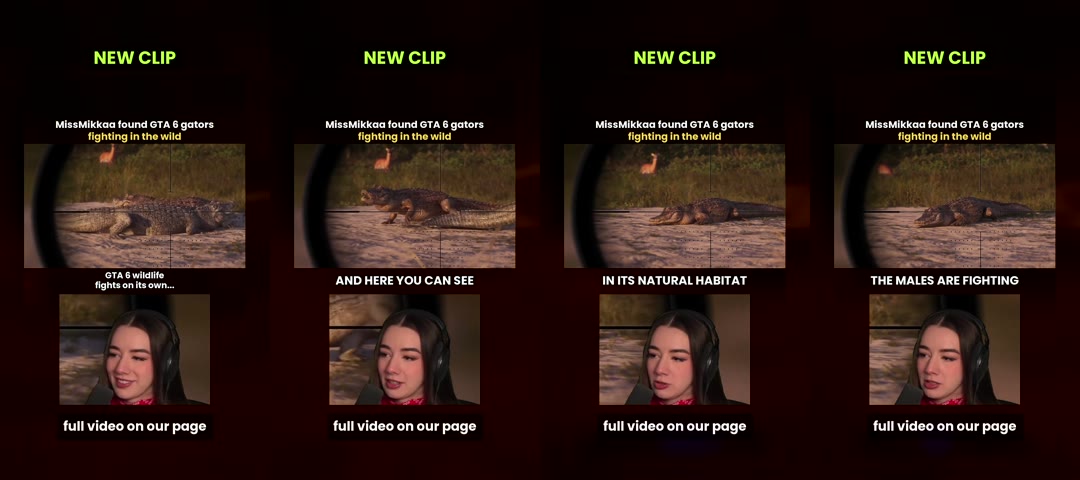 NEW CLIP
MissMikkaa found GTA 6 gators
fighting in the wild
GTA 6 wildlife
fights on its own...
full video on our page
NEW CLIP
MissMikkaa found GTA 6 gators
fighting in the wild
AND HERE YOU CAN SEE
full video on our page
NEW CLIP
MissMikkaa found GTA 6 gators
fighting in the wild
IN ITS NATURAL HABITAT
full video on our page
NEW CLIP
MissMikkaa found GTA 6 gators
fighting in the wild
THE MALES ARE FIGHTING
full video on our page